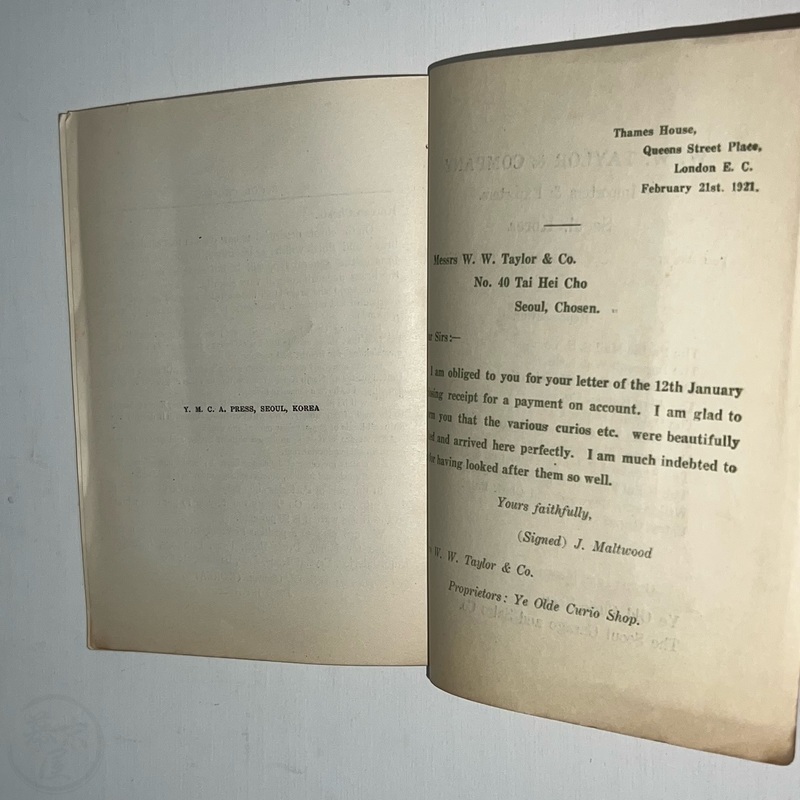 Y. M. C. A. PRESS, SEOUL, KOREA
Thames House,
Queens Street Place,
London E. C.
February 21st. 1921.
Messrs W. W. Taylor & Co.
No. 40 Tai Hei Cho
Seoul, Chosen.
Sirs:—
I am obliged to you for your letter of the 12th January
receipt for a payment on account. I am glad to
you that the various curios etc. were beautifully
and arrived here perfectly. I am much indebted to
having looked after them so well.
Yours faithfully,
(Signed) J. Maltwood
W. W. Taylor & Co.
Proprietors: Ye Olde Curio Shop.